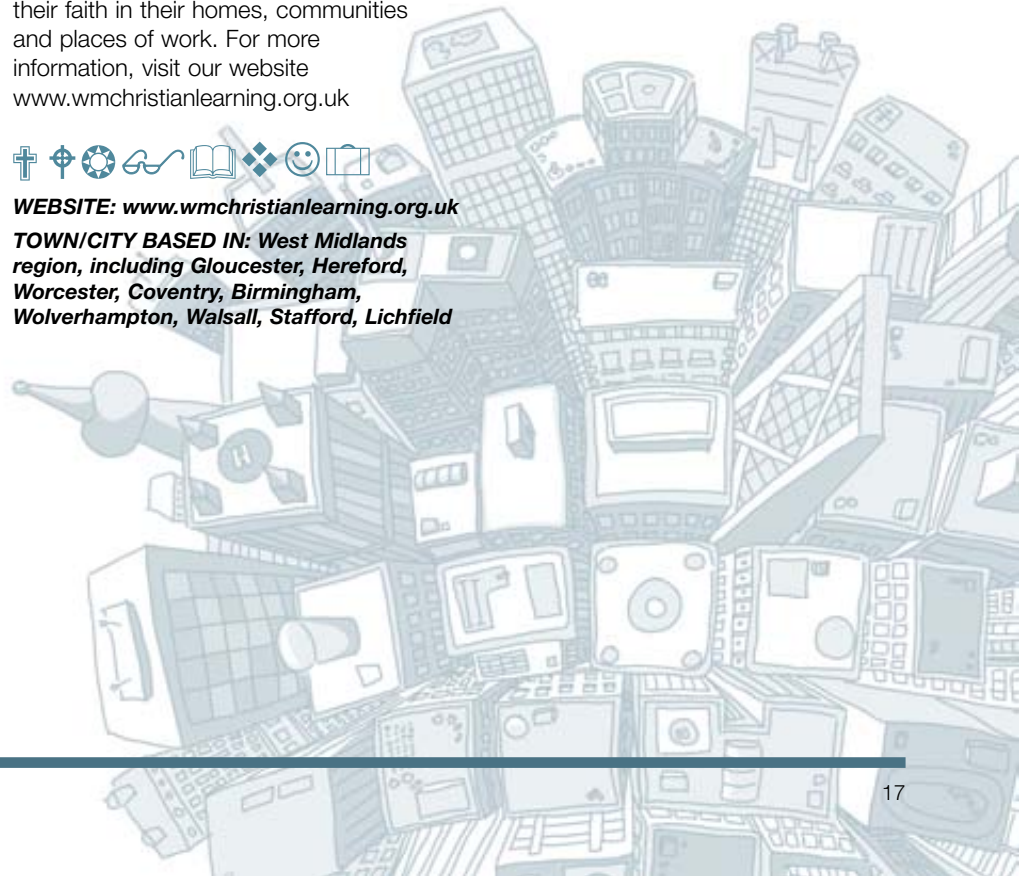 their faith in their homes, communities
and places of work. For more
information, visit our website
www.wmchristianlearning.org.uk
WEBSITE: www.wmchristianlearning.org.uk
TOWN/CITY BASED IN: West Midlands
region, including Gloucester, Hereford,
Worcester, Coventry, Birmingham,
Wolverhampton, Walsall, Stafford, Lichfield
H
17